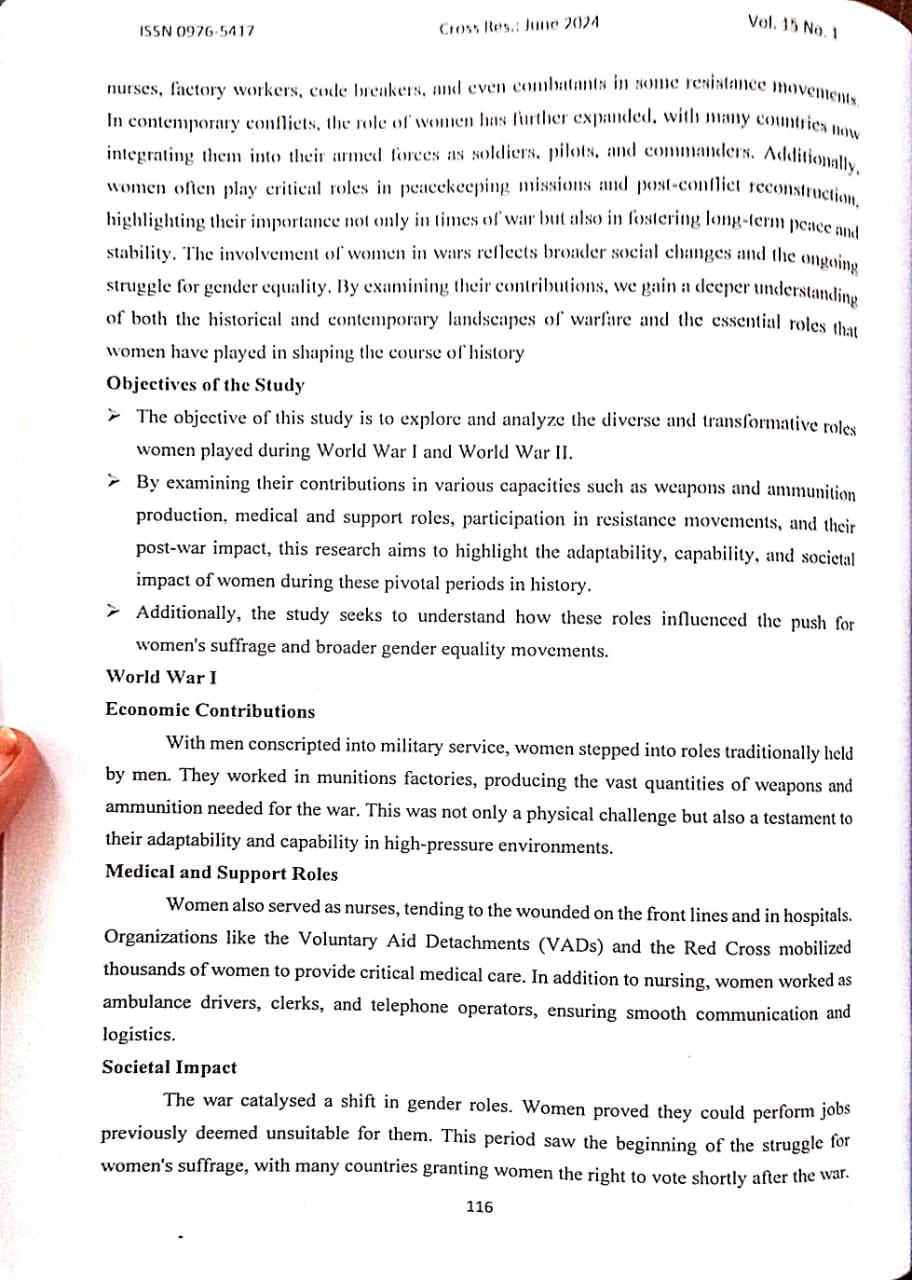 ISSN 0976-5417 Cross Res.: June 2024 Vol. 15 No. 1
nurses, factory workers, code breakers, and even combatants in some resistance movements.
In contemporary conflicts, the role of women has further expanded, with many countries now
integrating them into their armed forces as soldiers, pilots, and commanders. Additionally,
women often play critical roles in peacekeeping missions and post-conflict reconstruction,
highlighting their importance not only in times of war but also in fostering long-term peace and
stability. The involvement of women in wars reflects broader social changes and the ongoing
struggle for gender equality. By examining their contributions, we gain a deeper understanding
of both the historical and contemporary landscapes of warfare and the essential roles that
women have played in shaping the course of history
Objectives of the Study
➢ The objective of this study is to explore and analyze the diverse and transformative roles
women played during World War I and World War II.
➢ By examining their contributions in various capacities such as weapons and ammunition
production, medical and support roles, participation in resistance movements, and their
post-war impact, this research aims to highlight the adaptability, capability, and societal
impact of women during these pivotal periods in history.
➢ Additionally, the study seeks to understand how these roles influenced the push for
women's suffrage and broader gender equality movements.
World War I
Economic Contributions
With men conscripted into military service, women stepped into roles traditionally held
by men. They worked in munitions factories, producing the vast quantities of weapons and
ammunition needed for the war. This was not only a physical challenge but also a testament to
their adaptability and capability in high-pressure environments.
Medical and Support Roles
Women also served as nurses, tending to the wounded on the front lines and in hospitals.
Organizations like the Voluntary Aid Detachments (VADs) and the Red Cross mobilized
thousands of women to provide critical medical care. In addition to nursing, women worked as
ambulance drivers, clerks, and telephone operators, ensuring smooth communication and
logistics.
Societal Impact
The war catalysed a shift in gender roles. Women proved they could perform jobs
previously deemed unsuitable for them. This period saw the beginning of the struggle for
women's suffrage, with many countries granting women the right to vote shortly after the war.
116